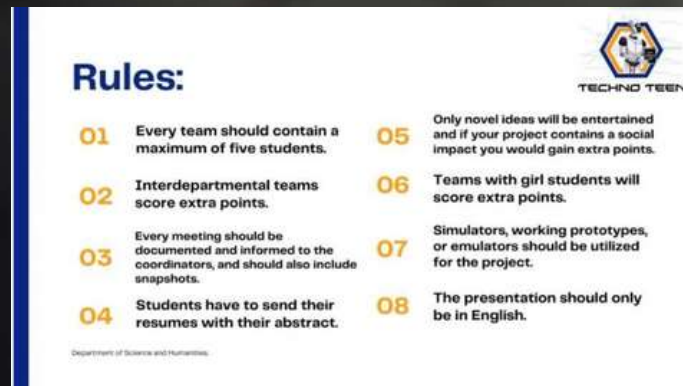 TECHNO TEEN
Rules:
01
Every team should contain a
maximum of five students.
02
Interdepartmental teams
score extra points.
03
Every meeting should be
documented and informed to the
coordinators, and should also include
snapshots.
04
Students have to send their
resumes with their abstract.
05
Only novel ideas will be entertained
and if your project contains a social
impact you would gain extra points.
06
Teams with girl students will
score extra points.
07
Simulators, working prototypes,
or emulators should be utilized
for the project.
08
The presentation should only
be in English.
Department of Science and Humanities.